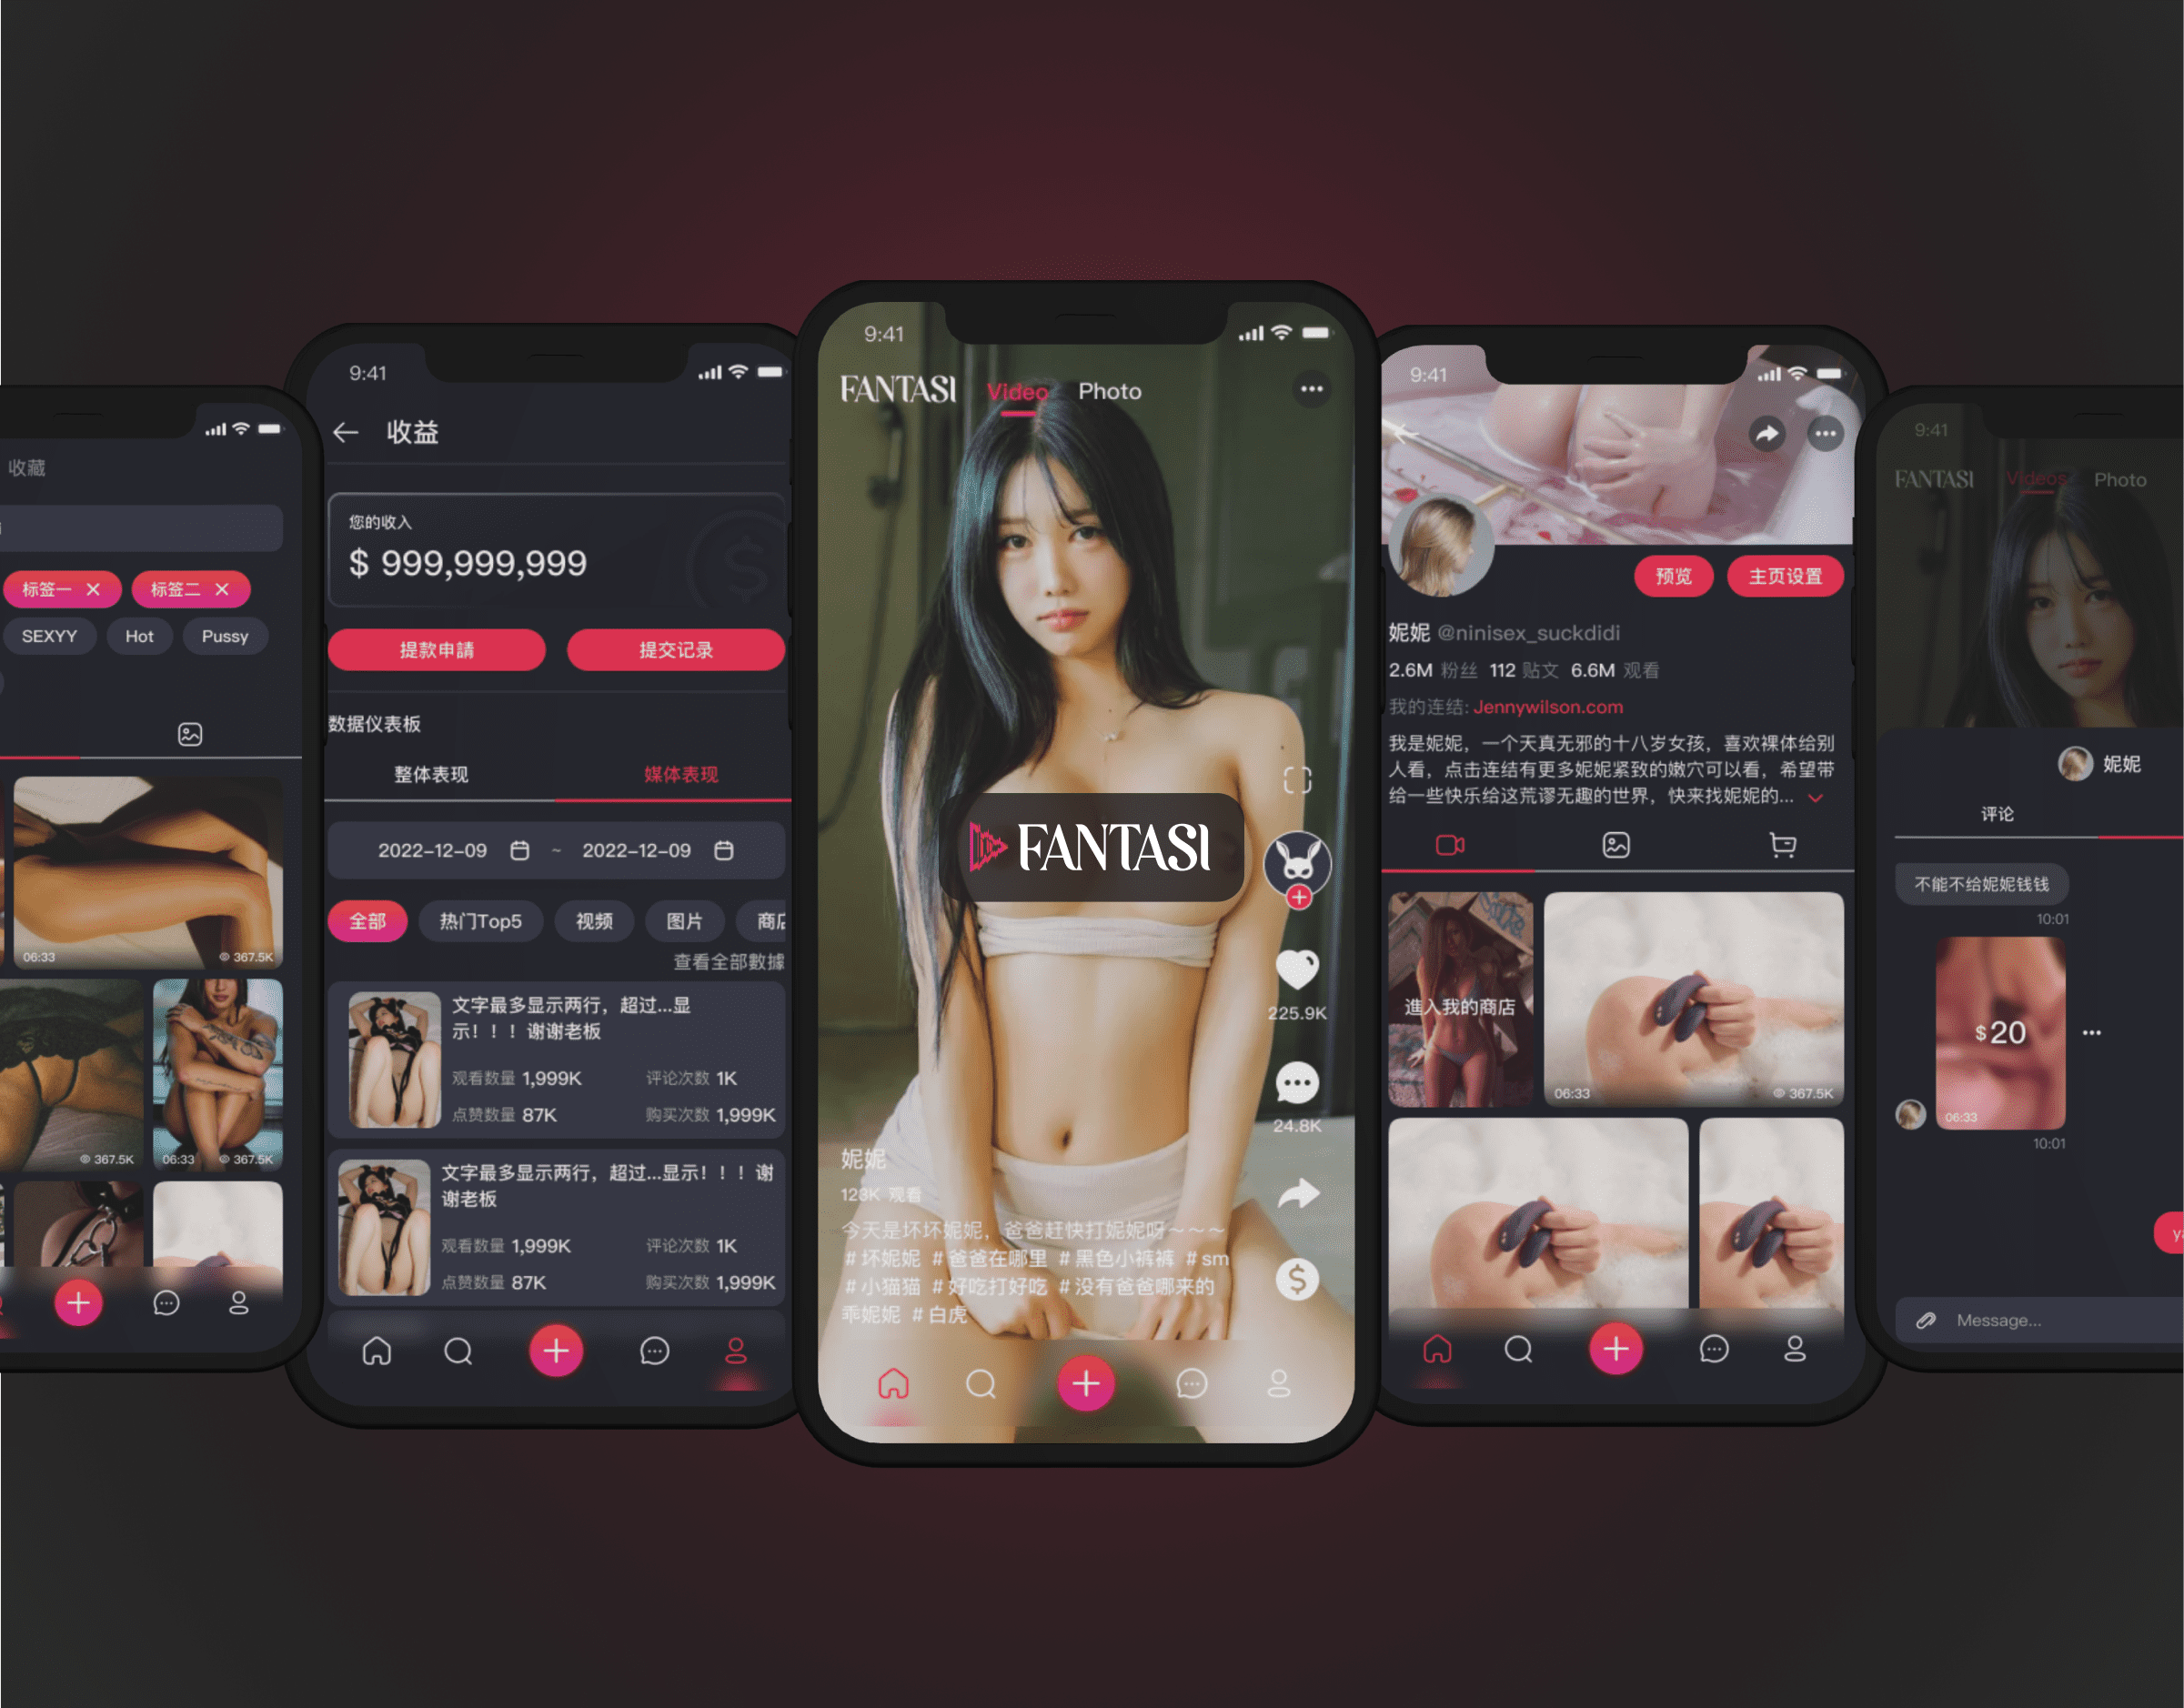 收藏
标签一 ×
标签二 ×
SEXYY
Hot
Pussy
06:33
367.5K
367.5K
06:33
367.5K
9:41
收益
您的收入
$ 999,999,999
提款申請
提交记录
数据仪表板
整体表现
媒体表现
2022-12-09 ~ 2022-12-09
全部
热门Top5
视频
图片
查看全部數據
文字最多显示两行，超过...显
示！！！谢谢老板
观看数量 1,999K
评论次数 1K
点赞数量 87K
购买次数 1,999K
文字最多显示两行，超过...显示！！！谢
谢老板
观看数量 1,999K
评论次数 1K
点赞数量 87K
购买次数 1,999K
9:41
FANTASI
Video
Photo
FANTASI
225.9K
24.8K
妮妮
123K 观看
今天是坏坏妮妮，爸爸赶快打妮妮呀～～～
#坏妮妮 #爸爸在哪里 #黑色小裤裤 #sm
#小猫猫 #好吃打好吃 #没有爸爸哪来的
乖妮妮 #白虎
9:41
预览
主页设置
妮妮 @ninisex_suckdidi
2.6M 粉丝 112 贴文 6.6M 观看
我的连结: Jennywilson.com
我是妮妮，一个天真无邪的十八岁女孩，喜欢裸体给别
人看，点击连结有更多妮妮紧致的嫩穴可以看，希望带
给一些快乐给这荒谬无趣的世界，快来找妮妮的...
進入我的商店
06:33
367.5K
9:41
FANTASI
Videos
Photo
妮妮
评论
不能不给妮妮钱钱
10:01
$20
06:33
10:01
Message...